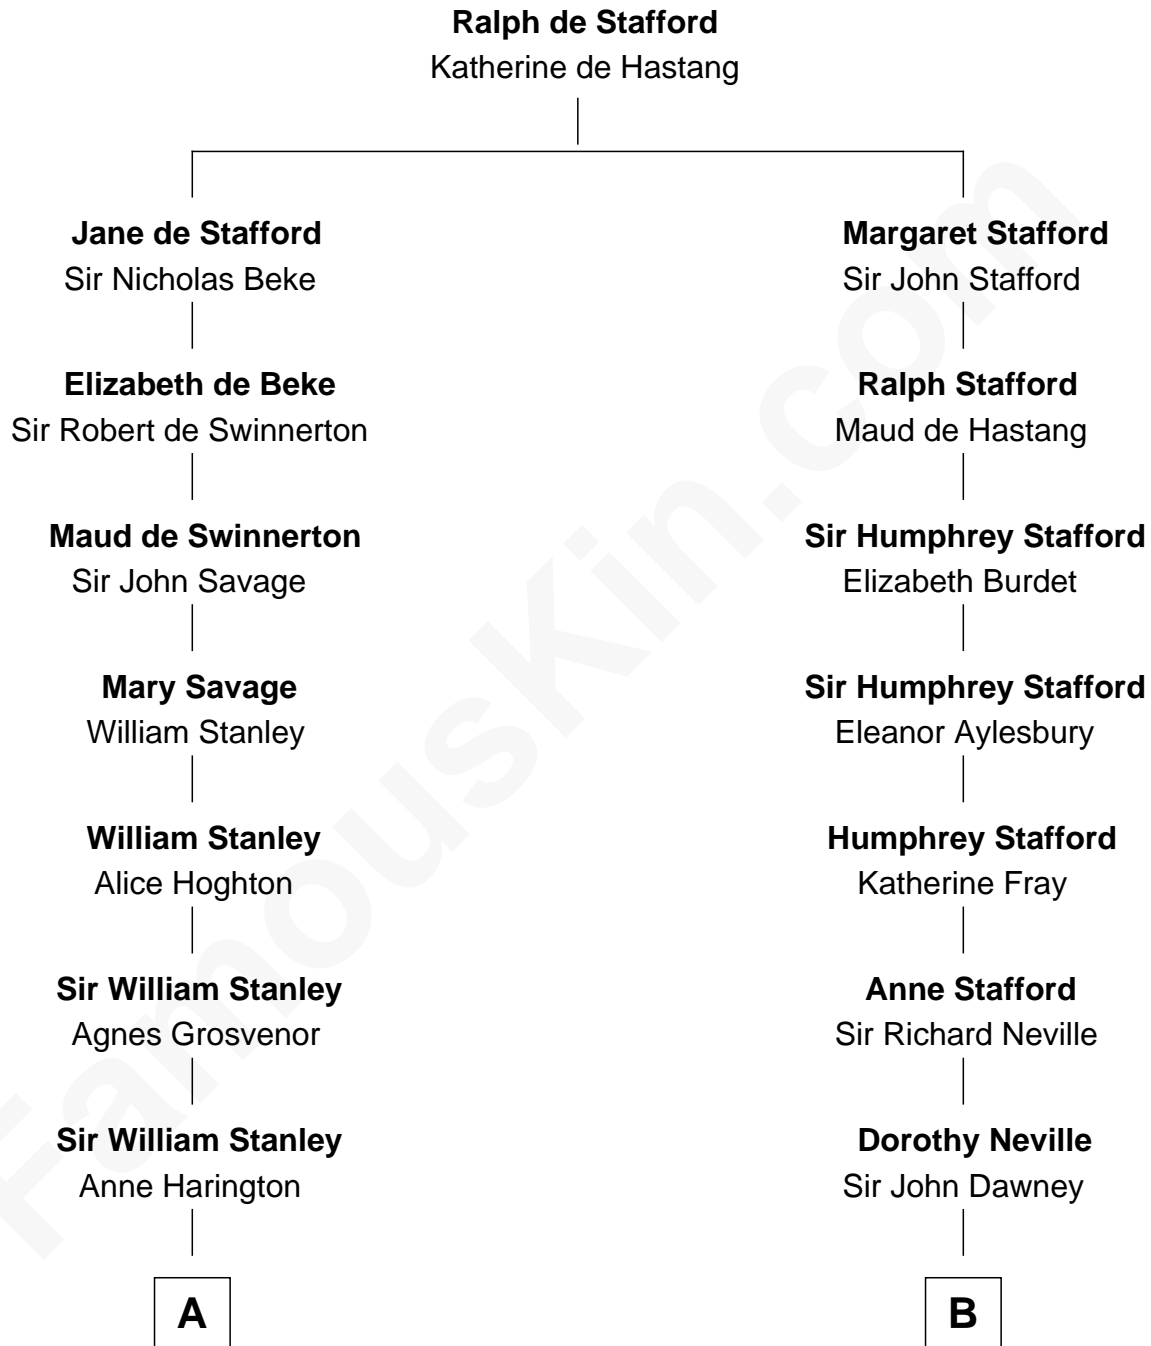 Ralph de Stafford
Katherine de Hastang
Jane de Stafford
Sir Nicholas Beke
Margaret Stafford
Sir John Stafford
Elizabeth de Beke
Sir Robert de Swinnerton
Ralph Stafford
Maud de Hastang
Maud de Swinnerton
Sir John Savage
Sir Humphrey Stafford
Elizabeth Burdet
Mary Savage
William Stanley
Sir Humphrey Stafford
Eleanor Aylesbury
William Stanley
Alice Hoghton
Humphrey Stafford
Katherine Fray
Sir William Stanley
Agnes Grosvenor
Anne Stafford
Sir Richard Neville
Sir William Stanley
Anne Harington
Dorothy Neville
Sir John Dawney
A
B
FamousKin.com